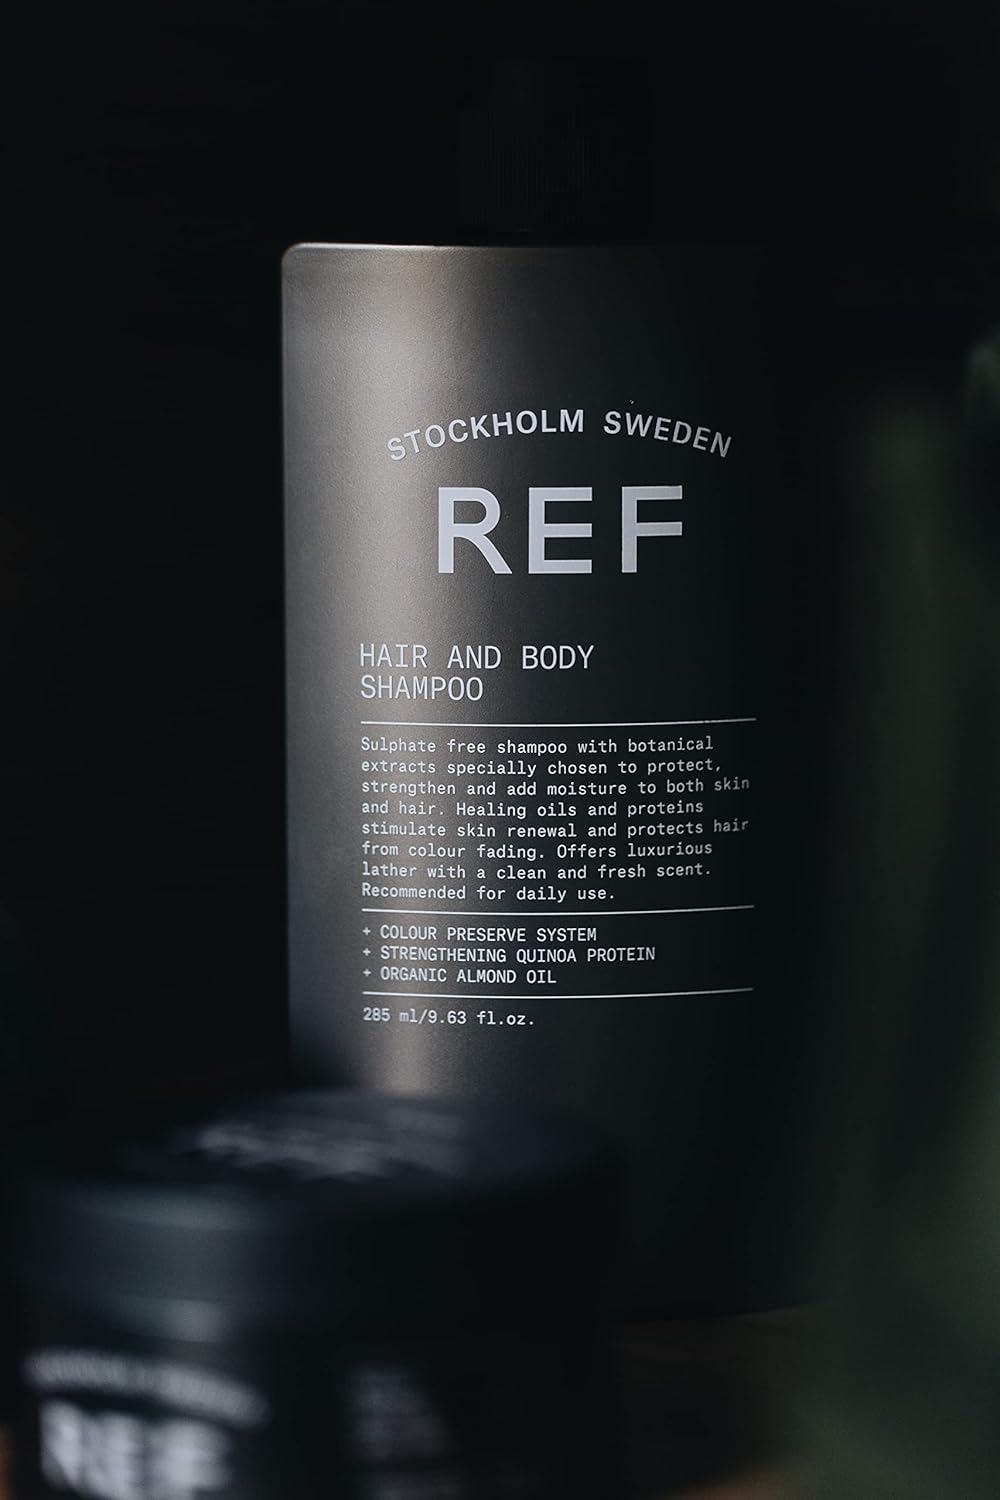 STOCKHOLM SWEDEN
REF
HAIR AND BODY
SHAMPOO
Sulphate free shampoo with botanical
extracts specially chosen to protect,
strengthen and add moisture to both skin
and hair. Healing oils and proteins
stimulate skin renewal and protects hair
from colour fading. Offers luxurious
lather with a clean and fresh scent.
Recommended for daily use.
+ COLOUR PRESERVE SYSTEM
+ STRENGTHENING QUINOA PROTEIN
+ ORGANIC ALMOND OIL
285 ml/9.63 fl.oz.
REF